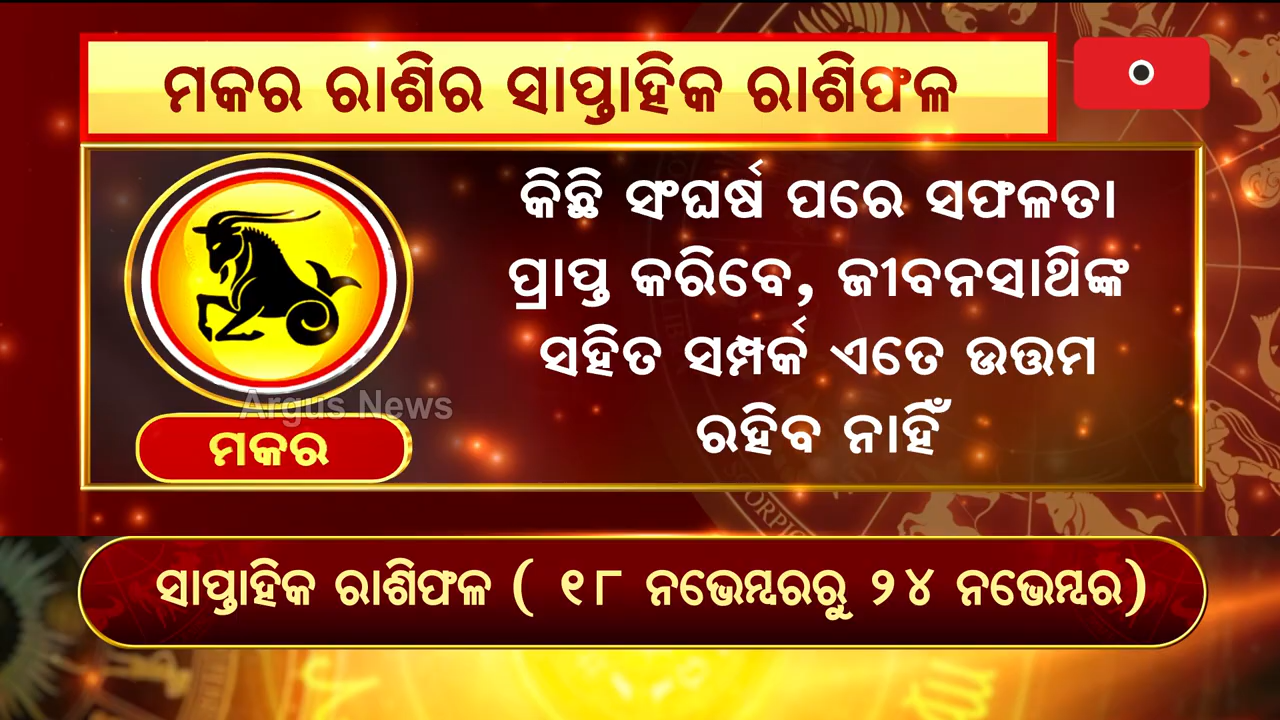 ମକର ରାଶିର ସାପ୍ତାହିକ ରାଶିଫଳ
କିଛି ସଂଘର୍ଷ ପରେ ସଫଳତା
ପ୍ରାପ୍ତ କରିବେ, ଜୀବନସାଥିଙ୍କ
ସହିତ ସମ୍ପର୍କ ଏତେ ଉତ୍ତମ
ରହିବ ନାହିଁ
Argus News
ମକର
SCORPIO
ସାପ୍ତାହିକ ରାଶିଫଳ ( ୧୮ ନଭେମ୍ବରରୁ ୨୪ ନଭେମ୍ବର)